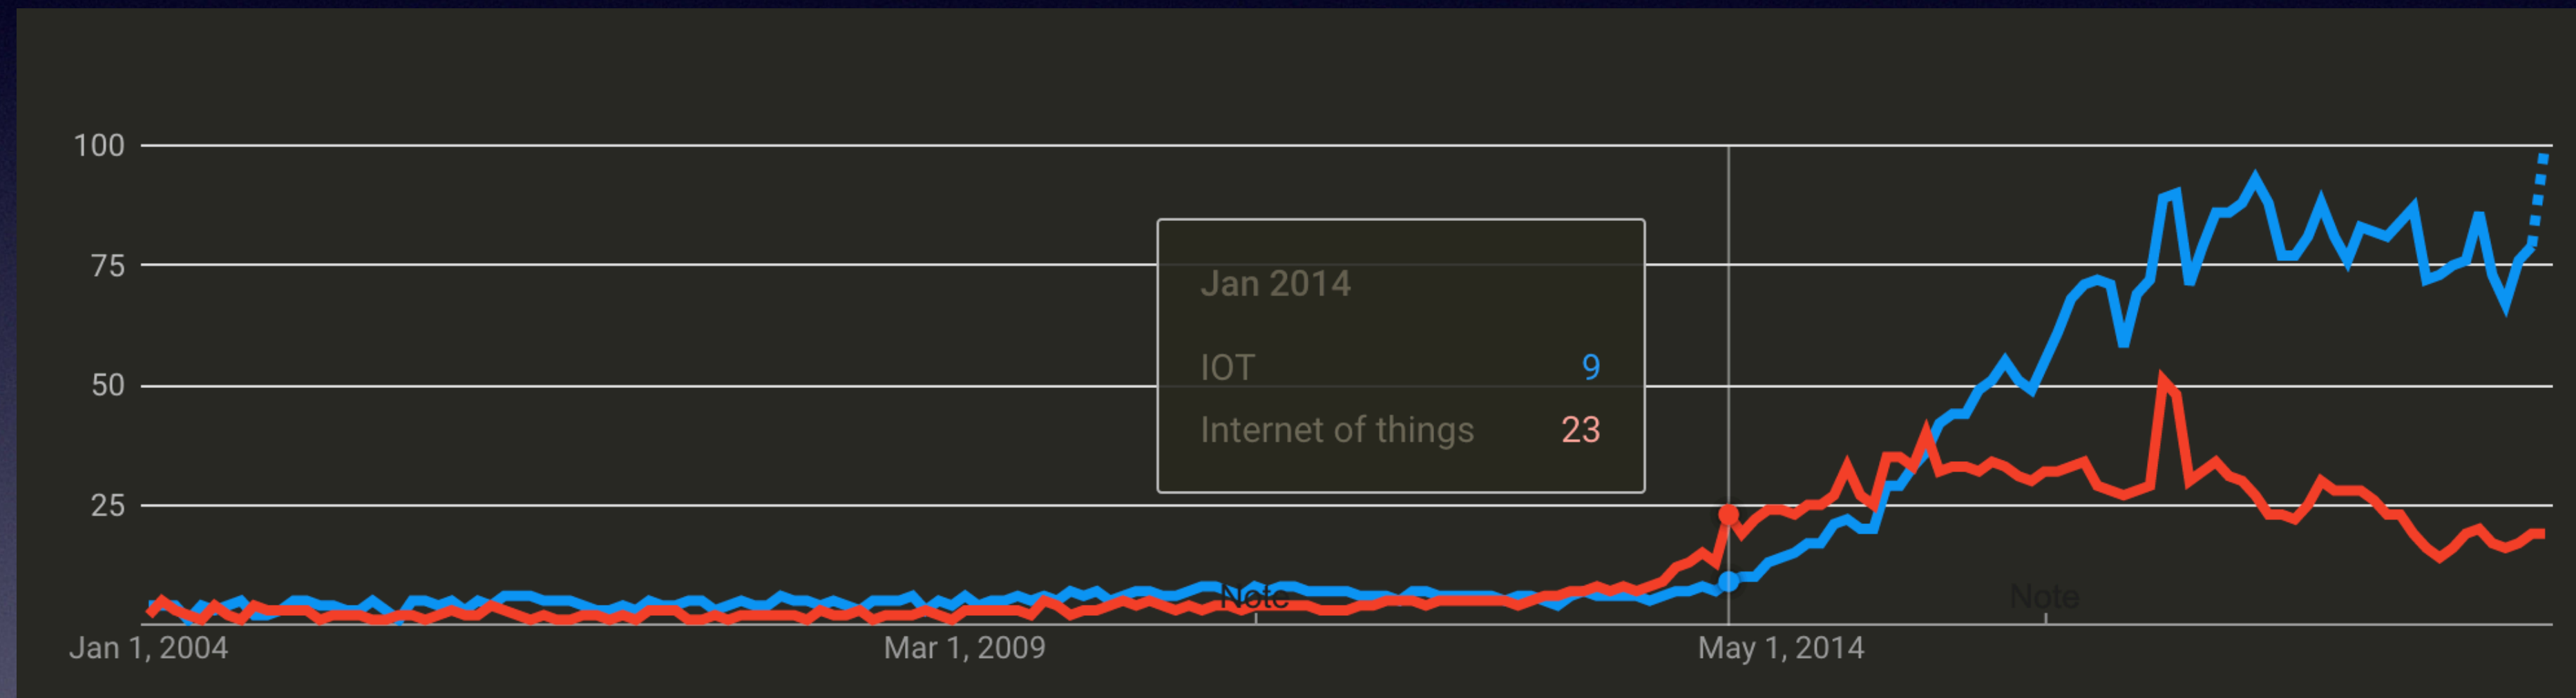 100
75
50
25
Jan 2014
IOT 9
Internet of things 23
Note Note
Jan 1, 2004 Mar 1, 2009 May 1, 2014